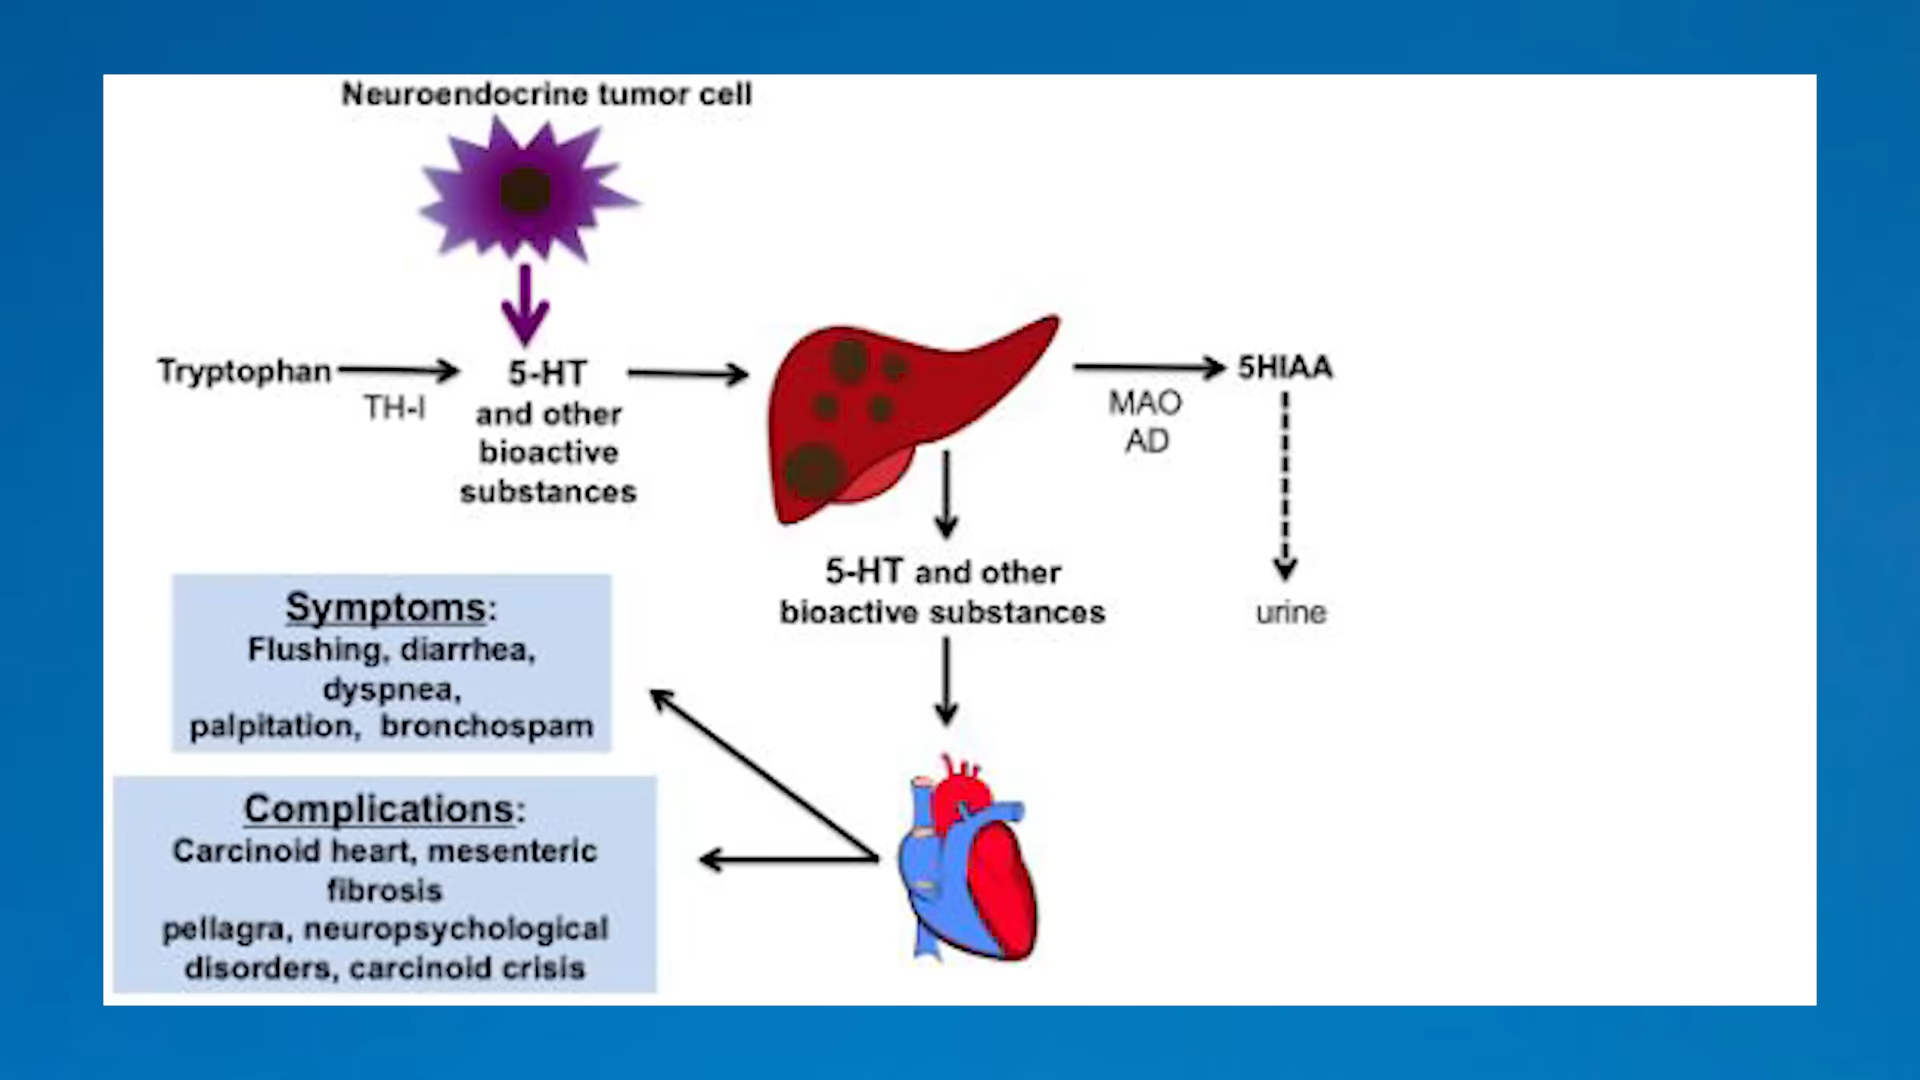 Neuroendocrine tumor cell
Tryptophan
TH-I
5-HT
and other
bioactive
substances
MAO
AD
5HIAA
urine
5-HT and other
bioactive substances
Symptoms:
Flushing, diarrhea,
dyspnea,
palpitation, bronchospam
Complications:
Carcinoid heart, mesenteric
fibrosis
pellagra, neuropsychological
disorders, carcinoid crisis